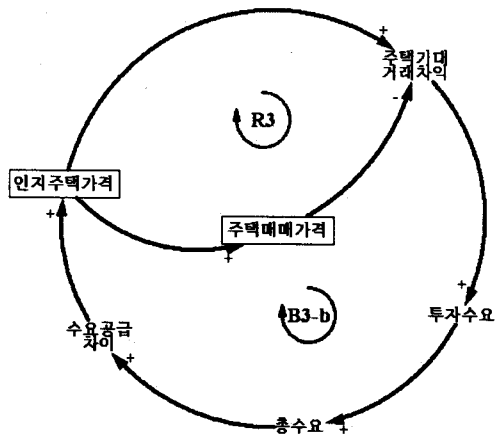 +
주택기대
거래차익
-
R3
인지주택가격
+
주택매매가격
+
B3-b
+
투자수요
수요공급
차이
+
총수요
+